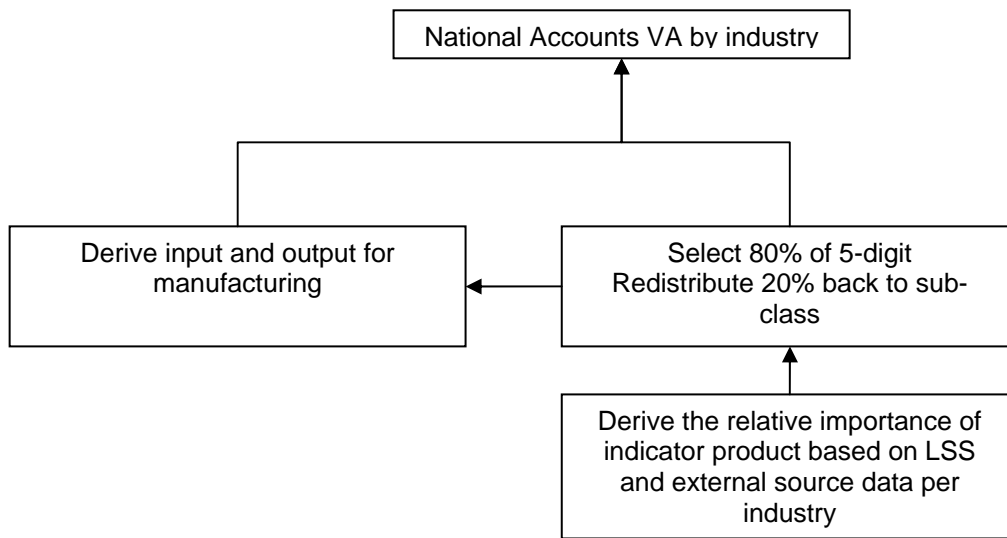 National Accounts VA by industry
Derive input and output for
manufacturing
Select 80% of 5-digit
Redistribute 20% back to sub-
class
Derive the relative importance of
indicator product based on LSS
and external source data per
industry